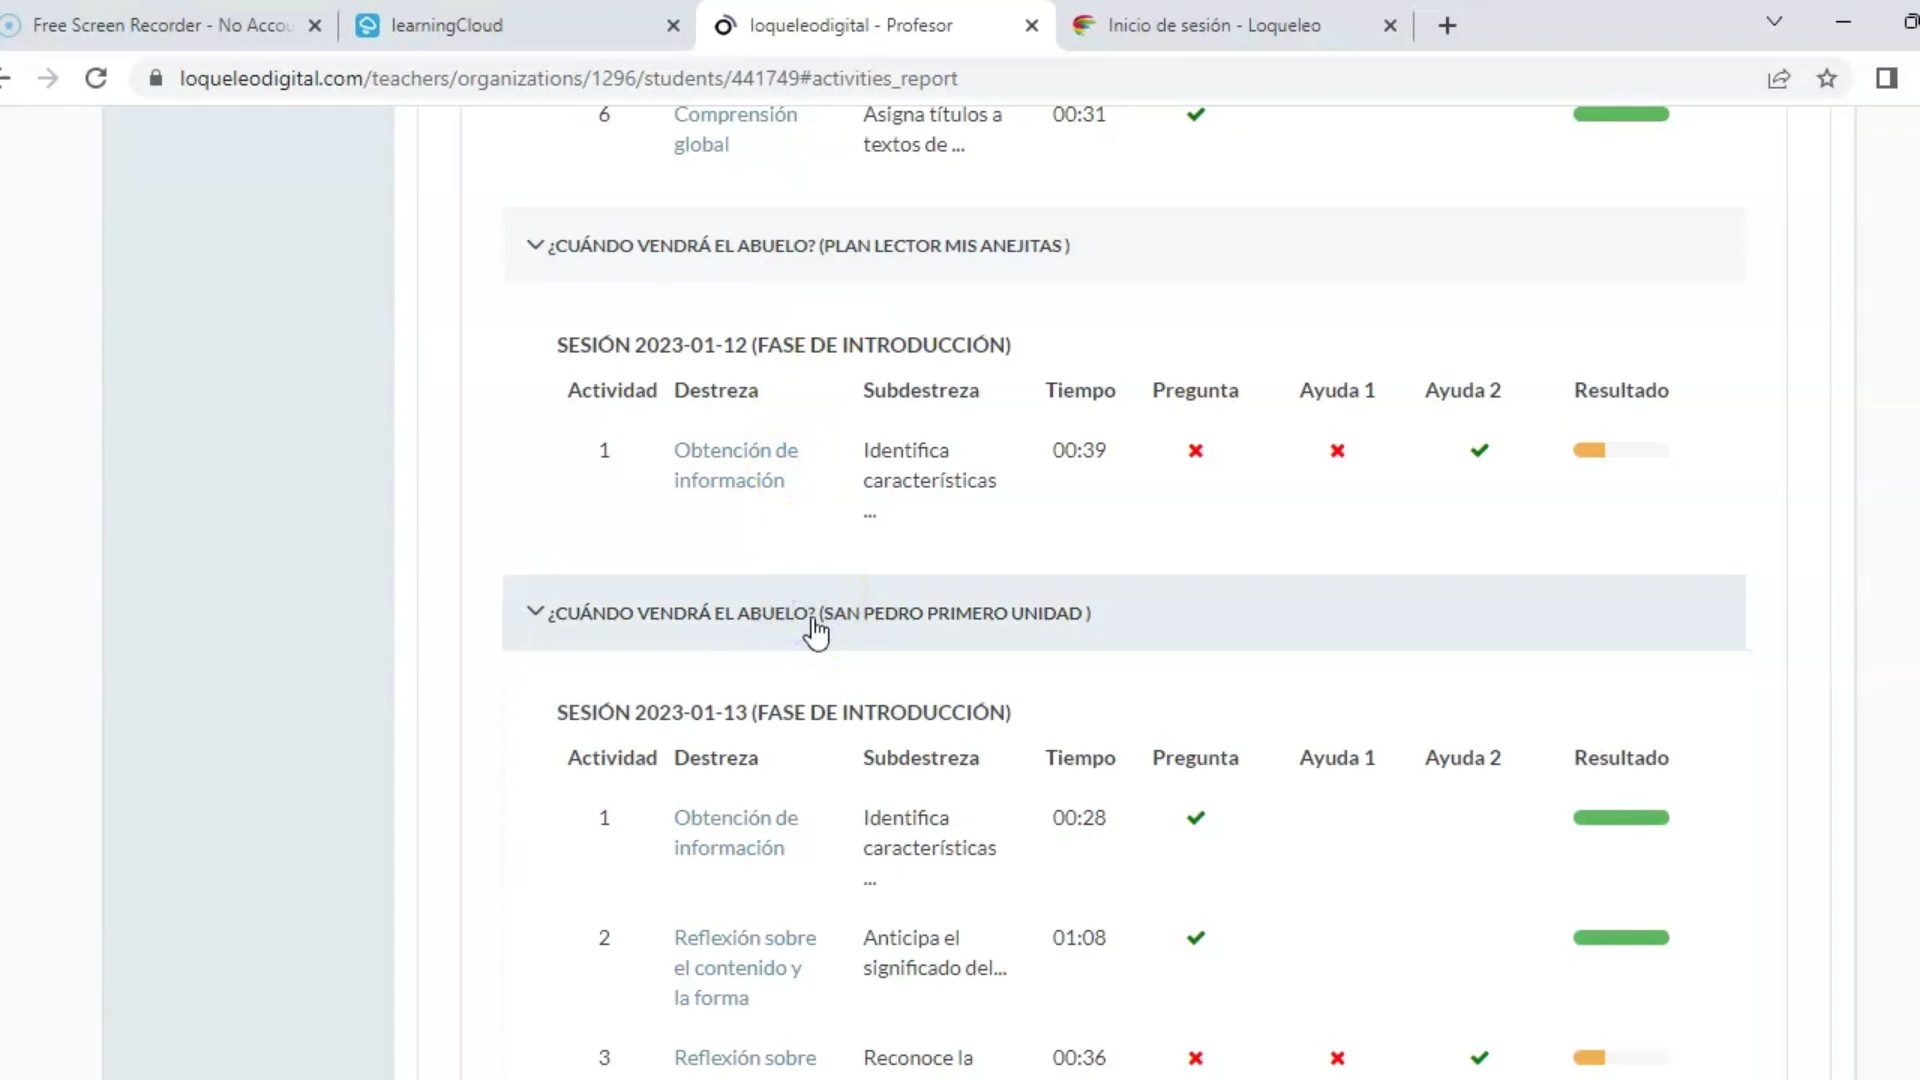 Free Screen Recorder - No Accou
learningCloud
loqueleodigital - Profesor
Inicio de sesión - Loqueleo
loqueleodigital.com/teachers/organizations/1296/students/441749#activities_report
6 Comprensión Asigna títulos a 00:31
global textos de ...
¿CUÁNDO VENDRÁ EL ABUELO? (PLAN LECTOR MIS ANEJITAS )
SESIÓN 2023-01-12 (FASE DE INTRODUCCIÓN)
Actividad Destreza Subdestreza Tiempo Pregunta Ayuda 1 Ayuda 2 Resultado
1 Obtención de Identifica 00:39
información características
...
¿CUÁNDO VENDRÁ EL ABUELO? (SAN PEDRO PRIMERO UNIDAD )
SESIÓN 2023-01-13 (FASE DE INTRODUCCIÓN)
Actividad Destreza Subdestreza Tiempo Pregunta Ayuda 1 Ayuda 2 Resultado
1 Obtención de Identifica 00:28
información características
...
2 Reflexión sobre Anticipa el 01:08
el contenido y significado del...
la forma
3 Reflexión sobre Reconoce la 00:36